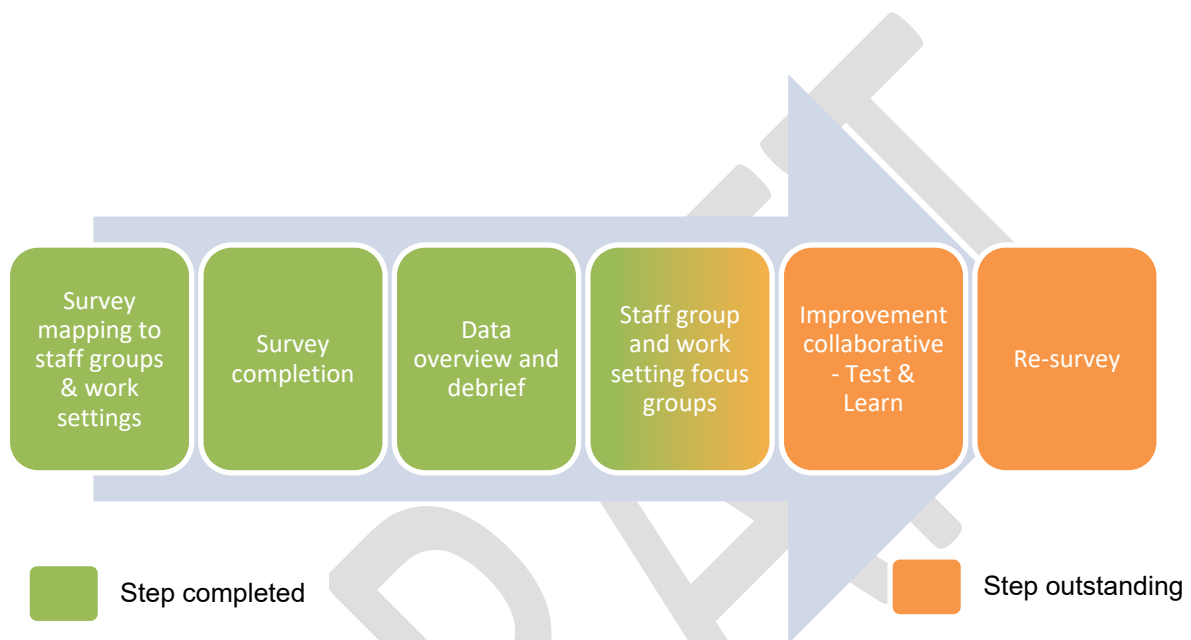 Survey
mapping to
staff groups
& work
settings
Survey
completion
Data
overview and
debrief
Staff group
and work
setting focus
groups
Improvement
collaborative
- Test &
Learn
Re-survey
Step completed
Step outstanding
DRAFT